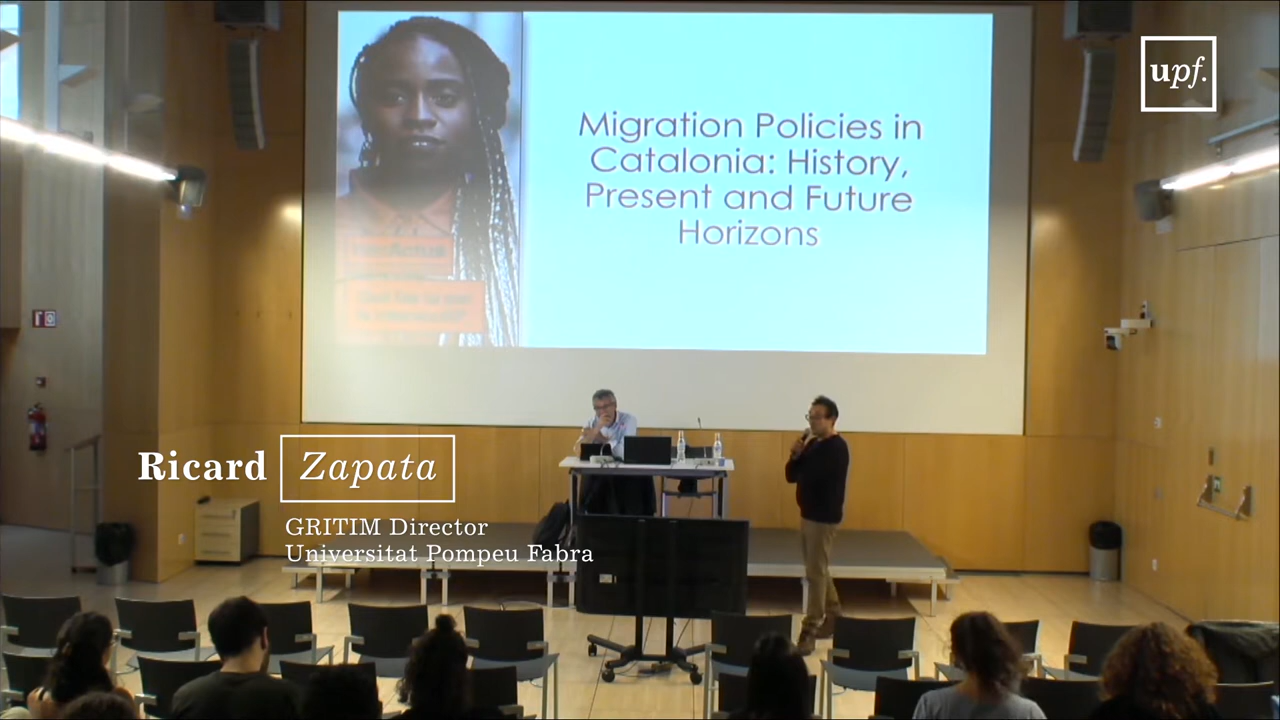 upf.
Migration Policies in
Catalonia: History,
Present and Future
Horizons
Ricard Zapata
GRITIM Director
Universitat Pompeu Fabra